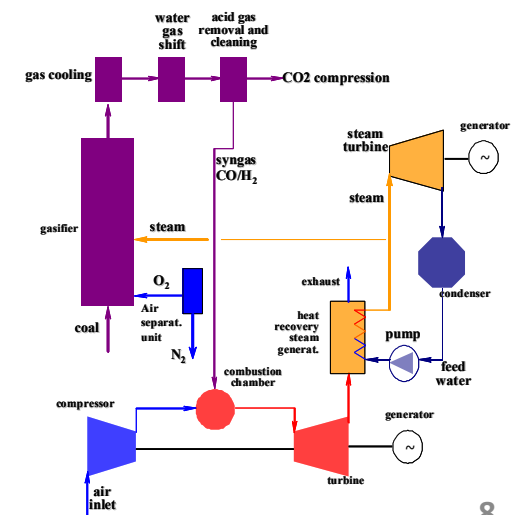 water
gas
shift
acid gas
removal and
cleaning
gas cooling
CO2 compression
steam
turbine
generator
~
syngas
CO/H₂
steam
gasifier
steam
O₂
Air
separat.
unit
N₂
coal
exhaust
heat
recovery
steam
generat.
pump
condenser
feed
water
combustion
chamber
compressor
generator
~
turbine
air
inlet
8